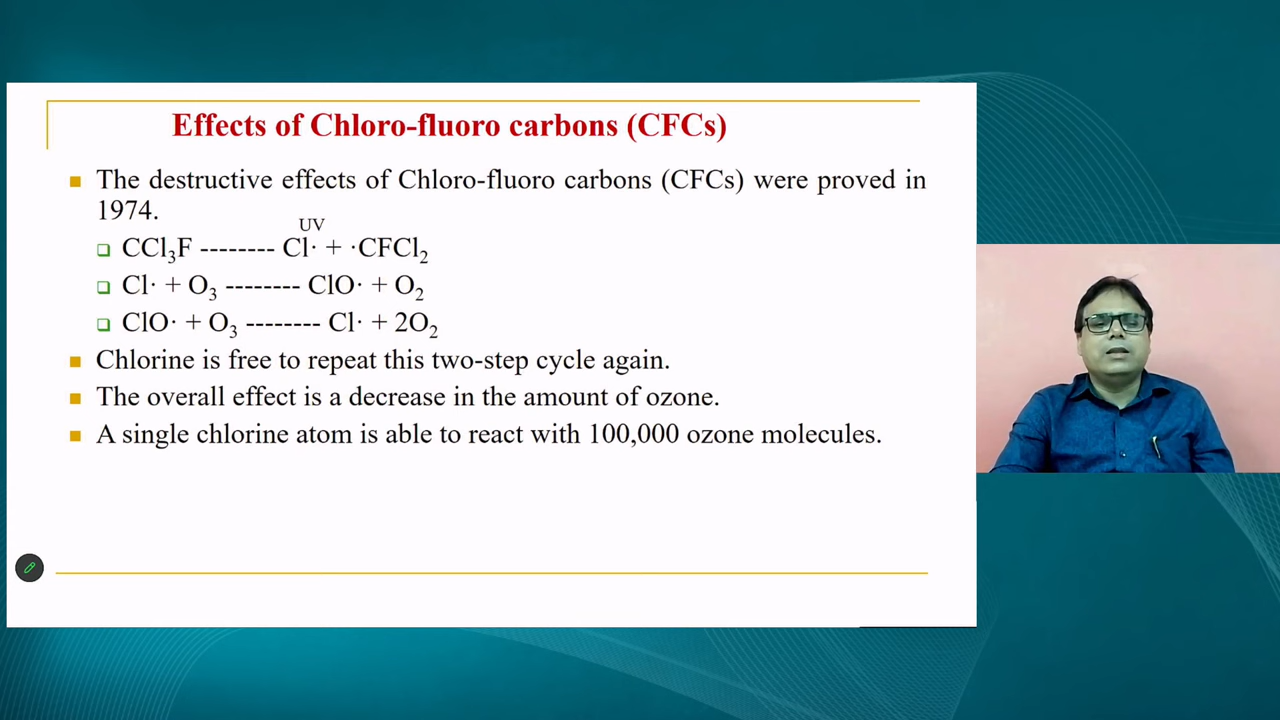 Effects of Chloro-fluoro carbons (CFCs)
The destructive effects of Chloro-fluoro carbons (CFCs) were proved in
1974.
UV
CCl₃F -------- Cl· + ·CFCl₂
Cl· + O₃ -------- ClO· + O₂
ClO· + O₃ -------- Cl· + 2O₂
Chlorine is free to repeat this two-step cycle again.
The overall effect is a decrease in the amount of ozone.
A single chlorine atom is able to react with 100,000 ozone molecules.